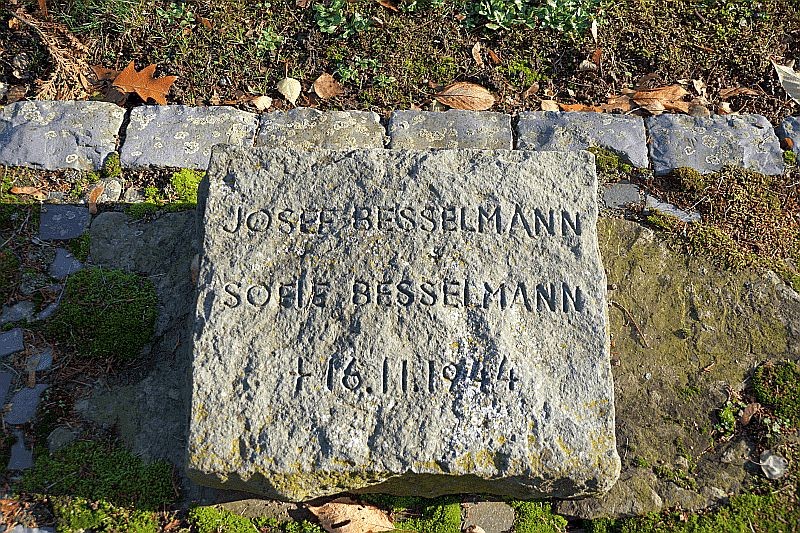 JOSEF BESSELMANN
SOFIE BESSELMANN
† 16.11.1944